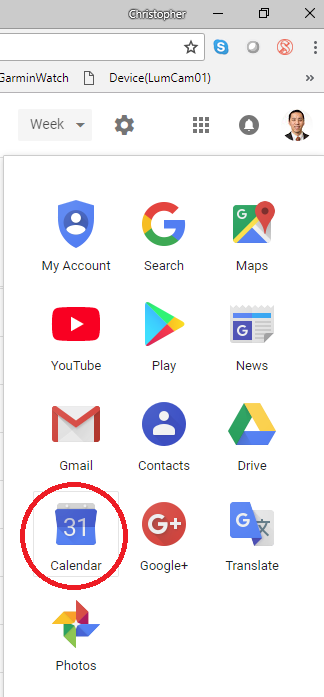 Christopher
GarminWatch Device(LumCam01) »
Week
My Account Search Maps
G
G
YouTube Play News
Gmail Contacts Drive
31 G+ G
Calendar Google+ Translate
Photos